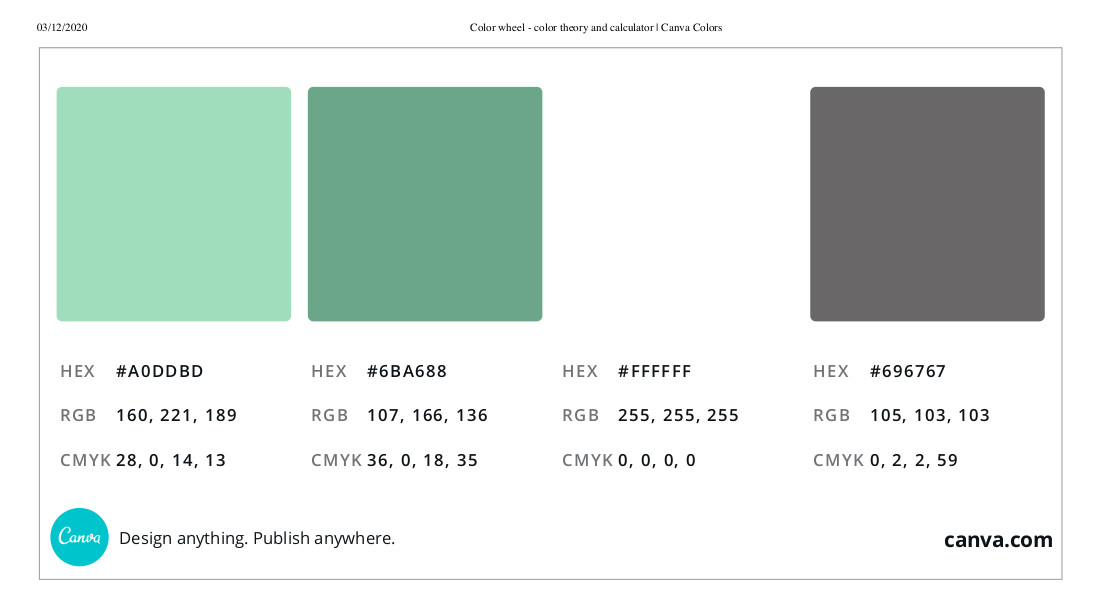 03/12/2020 Color wheel - color theory and calculator | Canva Colors
HEX #A0DDBD HEX #6BA688 HEX #FFFFFF HEX #696767
RGB 160, 221, 189 RGB 107, 166, 136 RGB 255, 255, 255 RGB 105, 103, 103
CMYK 28, 0, 14, 13 CMYK 36, 0, 18, 35 CMYK 0, 0, 0, 0 CMYK 0, 2, 2, 59
Canva Design anything. Publish anywhere. canva.com